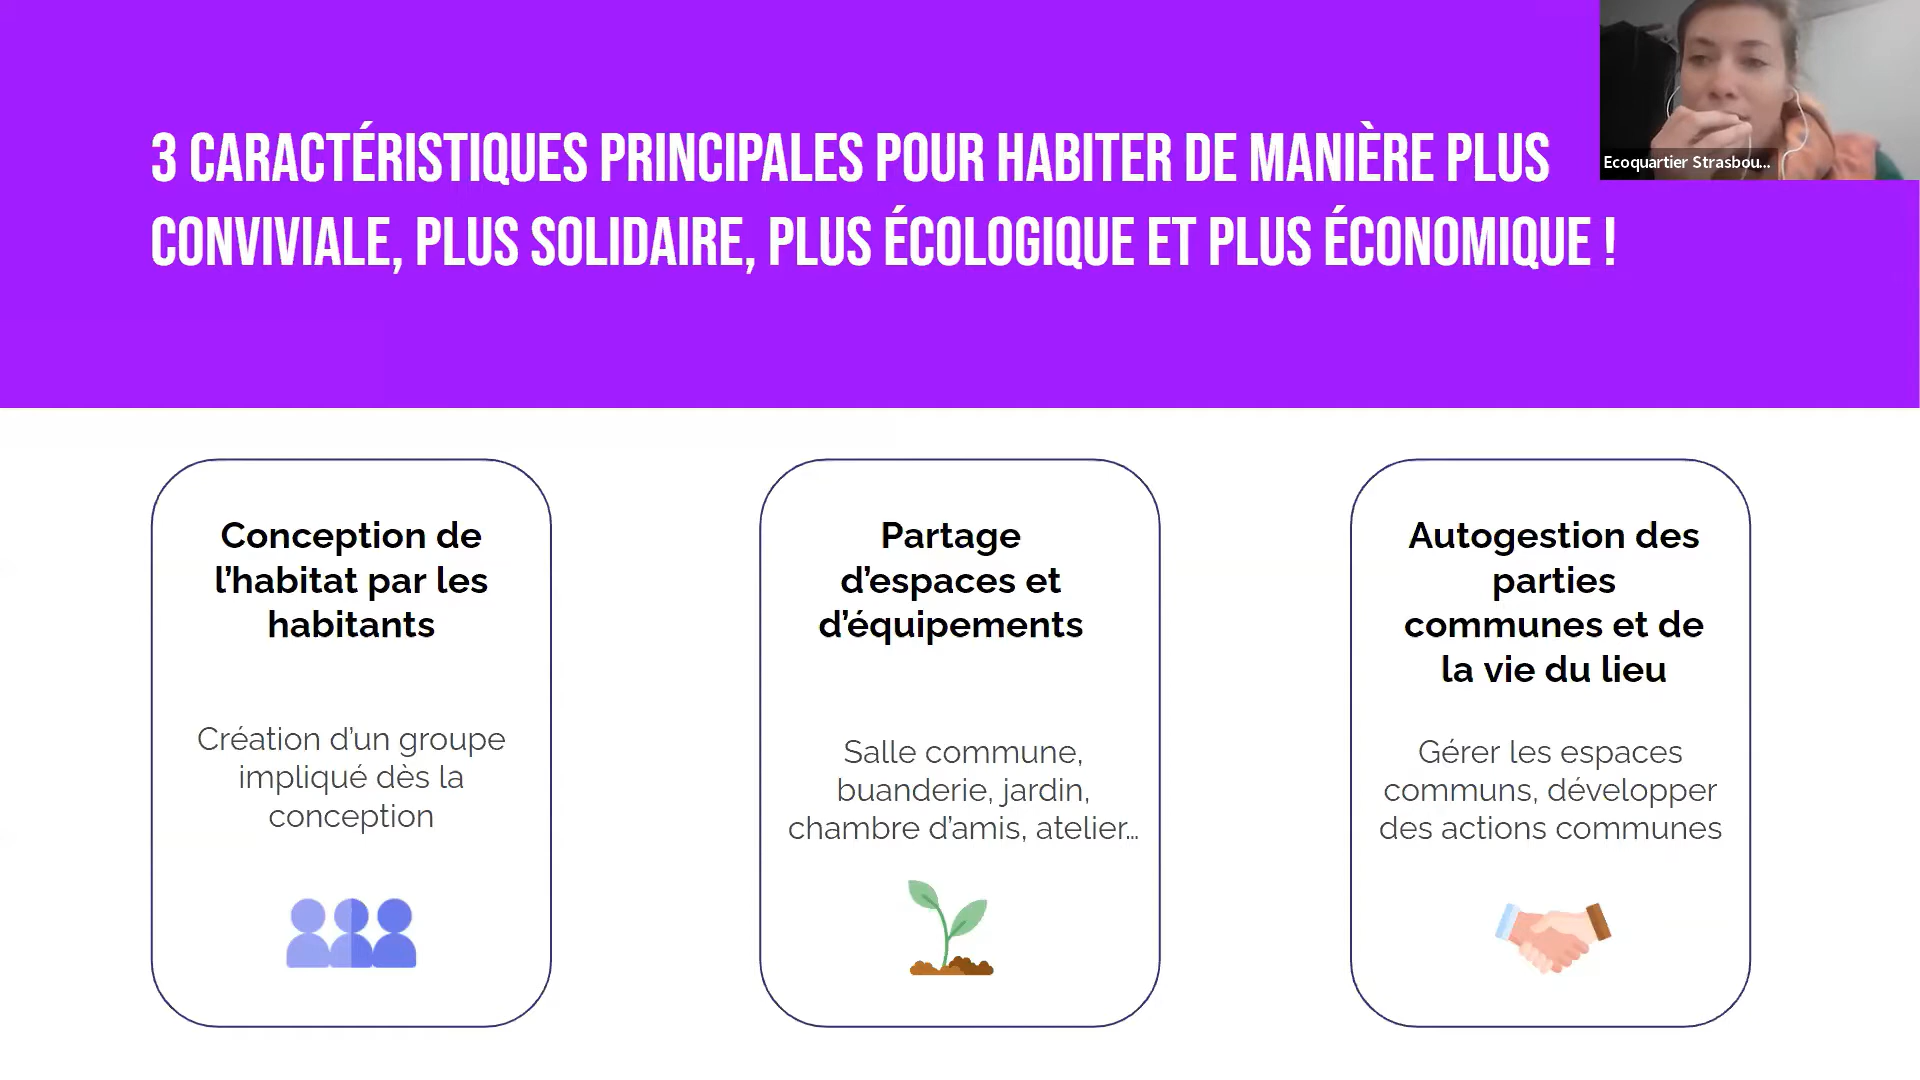 3 CARACTÉRISTIQUES PRINCIPALES POUR HABITER DE MANIÈRE PLUS
CONVIVIALE, PLUS SOLIDAIRE, PLUS ÉCOLOGIQUE ET PLUS ÉCONOMIQUE !
Ecoquartier Strasbou...
Conception de
l’habitat par les
habitants
Création d’un groupe
impliqué dès la
conception
Partage
d’espaces et
d’équipements
Salle commune,
buanderie, jardin,
chambre d’amis, atelier…
Autogestion des
parties
communes et de
la vie du lieu
Gérer les espaces
communs, développer
des actions communes